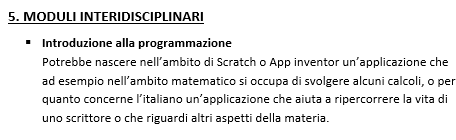 5. MODULI INTERIDISCIPLINARI
▪ Introduzione alla programmazione
Potrebbe nascere nell'ambito di Scratch o App inventor un'applicazione che
ad esempio nell'ambito matematico si occupa di svolgere alcuni calcoli, o per
quanto concerne l'italiano un'applicazione che aiuta a ripercorrere la vita di
uno scrittore o che riguardi altri aspetti della materia.